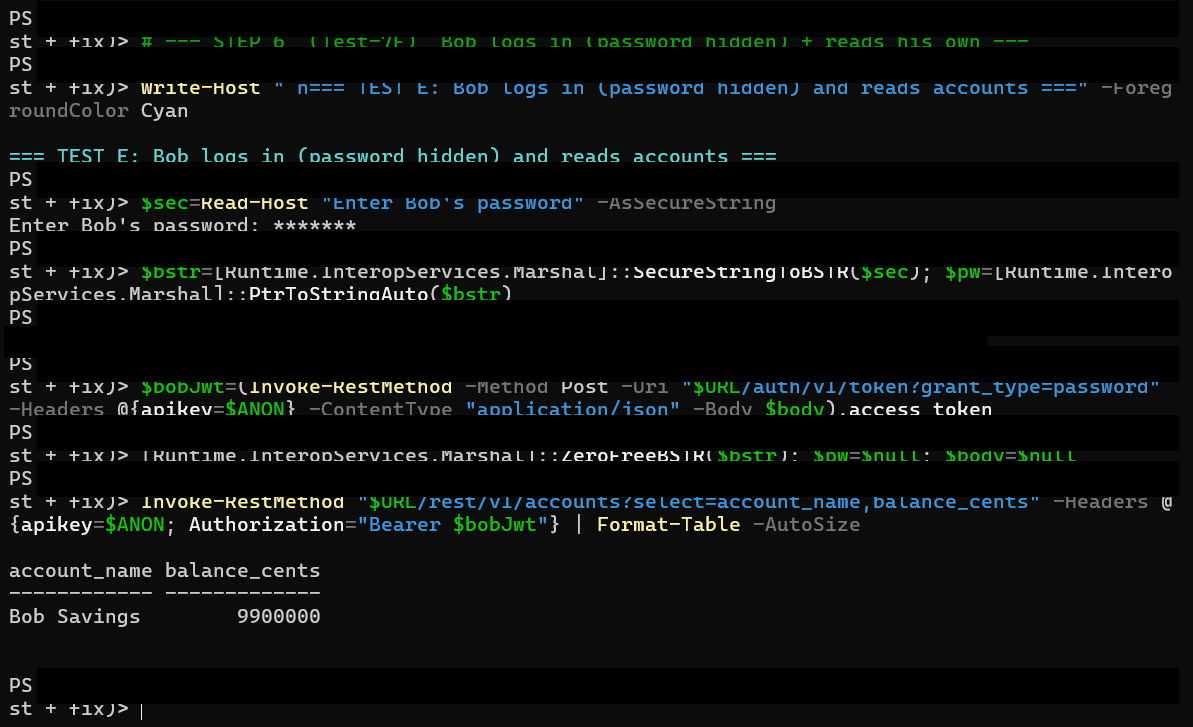 PS
st + fix)> # --- STEP 6  (Test-7F)  Bob logs in (password hidden) + reads his own ---
PS
st + fix)> Write-Host "`n=== TEST E: Bob logs in (password hidden) and reads accounts ===" -Foreg
roundColor Cyan
=== TEST E: Bob logs in (password hidden) and reads accounts ===
PS
st + fix)> $sec=Read-Host "Enter Bob's password" -AsSecureString
Enter Bob's password: *******
PS
st + fix)> $bstr=[Runtime.InteropServices.Marshal]::SecureStringToBSTR($sec); $pw=[Runtime.Intero
pServices.Marshal]::PtrToStringAuto($bstr)
PS
PS
st + fix)> $bobJwt=(Invoke-RestMethod -Method Post -Uri "$URL/auth/v1/token?grant_type=password"
-Headers @{apikey=$ANON} -ContentType "application/json" -Body $body).access_token
PS
st + fix)> [Runtime.InteropServices.Marshal]::ZeroFreeBSTR($bstr); $pw=$null; $body=$null
PS
st + fix)> Invoke-RestMethod "$URL/rest/v1/accounts?select=account_name,balance_cents" -Headers @
{apikey=$ANON; Authorization="Bearer $bobJwt"} | Format-Table -AutoSize
account_name balance_cents
------------ -------------
Bob Savings        9900000
PS
st + fix)>